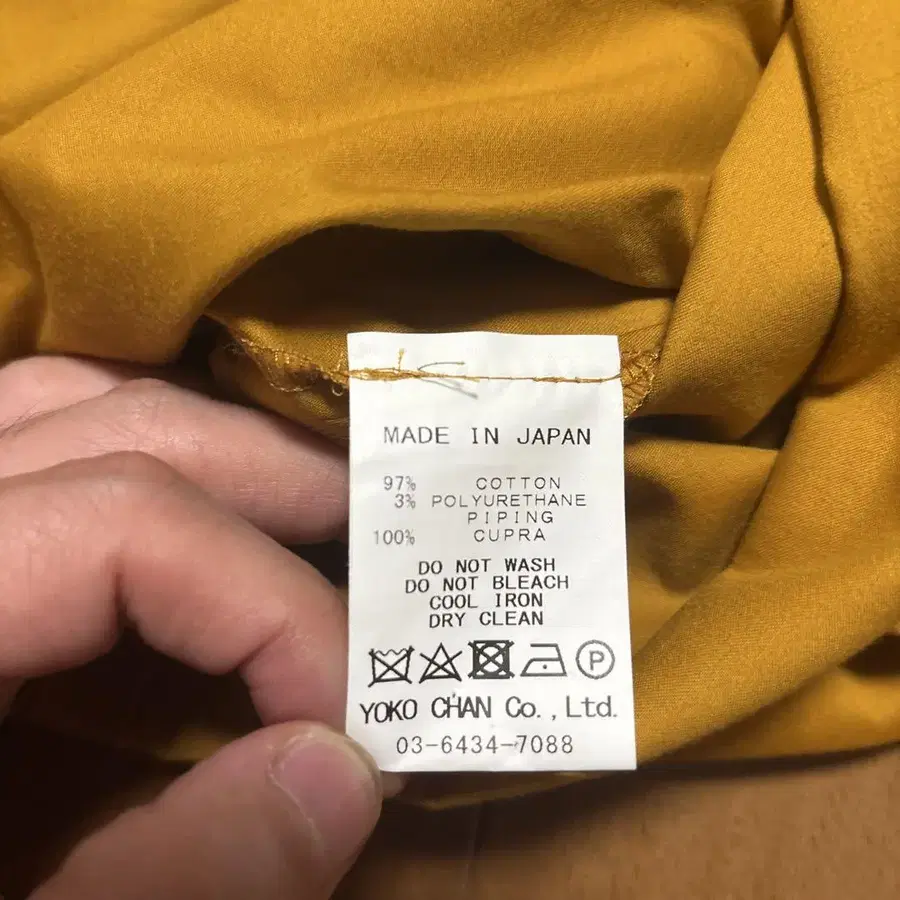 MADE IN JAPAN
97% COTTON
3% POLYURETHANE
PIPING
100% CUPRA
DO NOT WASH
DO NOT BLEACH
COOL IRON
DRY CLEAN
P
YOKO CHAN Co., Ltd.
03-6434-7088